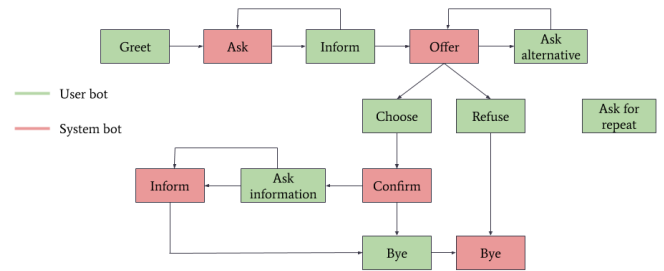 Greet
Ask
Inform
Offer
Ask
alternative
User bot
System bot
Choose
Refuse
Ask for
repeat
Inform
Ask
information
Confirm
Bye
Bye